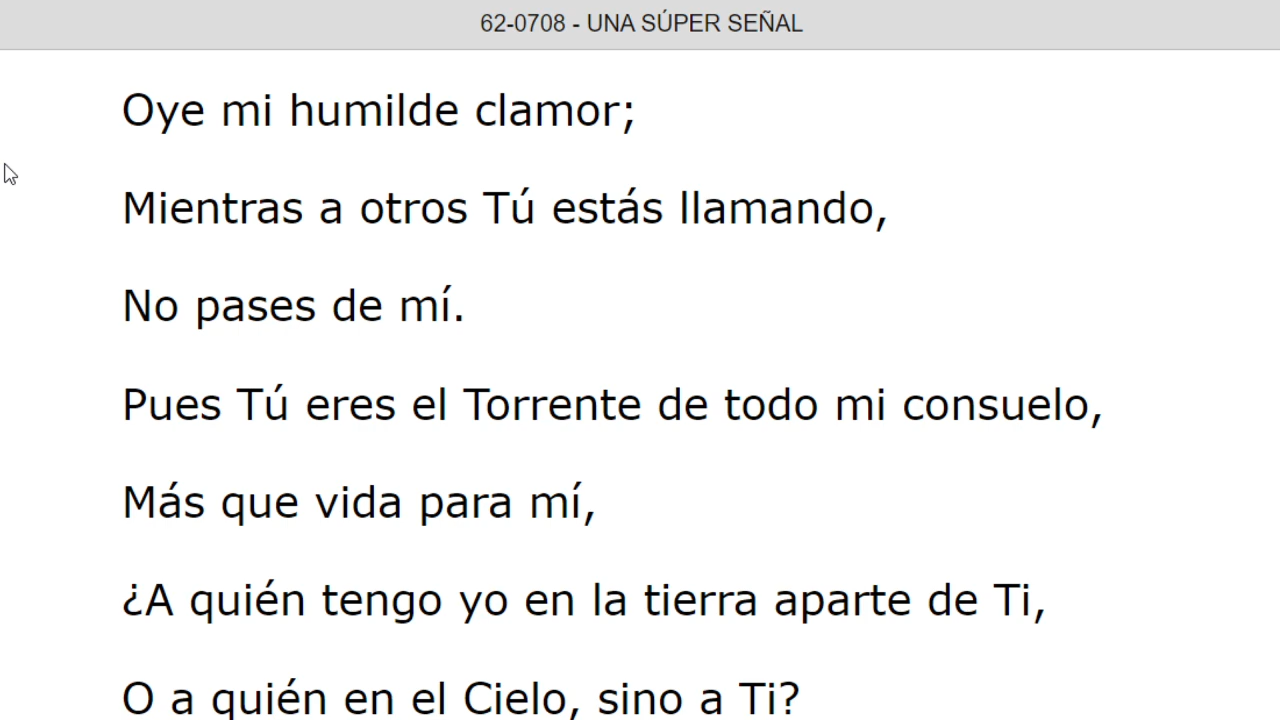 62-0708 - UNA SÚPER SEÑAL
Oye mi humilde clamor;
Mientras a otros Tú estás llamando,
No pases de mí.
Pues Tú eres el Torrente de todo mi consuelo,
Más que vida para mí,
¿A quién tengo yo en la tierra aparte de Ti,
O a quién en el Cielo, sino a Ti?